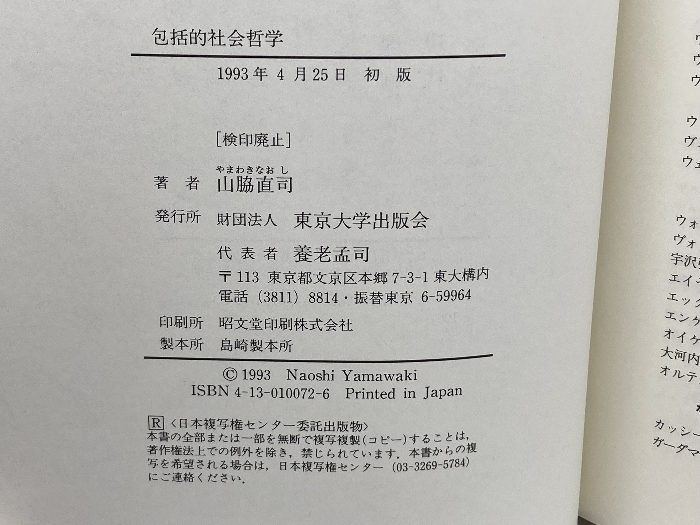 包括的社会哲学
1993年4月25日 初 版
[検印廃止]
やまわきなおし
著 者 山脇直司
発行所 財団法人 東京大学出版会
代表者 養老孟司
〒113 東京都文京区本郷7-3-1東大構内
電話(3811)8814・振替東京6-59964
印刷所 昭文堂印刷株式会社
製本所 島崎製本所
©1993 Naoshi Yamawaki
ISBN 4-13-010072-6 Printed in Japan
R〈日本複写権センター委託出版物〉
本書の全部または一部を無断で複写複製(コピー)することは,
著作権法上での例外を除き,禁じられています.本書からの複
写を希望される場合は,日本複写権センター(03-3269-5784)
にご連絡ください.
ウ
ヴ
ウォ
ヴォ
宇沢
エイ
エッ
エンゲ
オイケ
大河内
オルテ
カッシー
ガーダマ